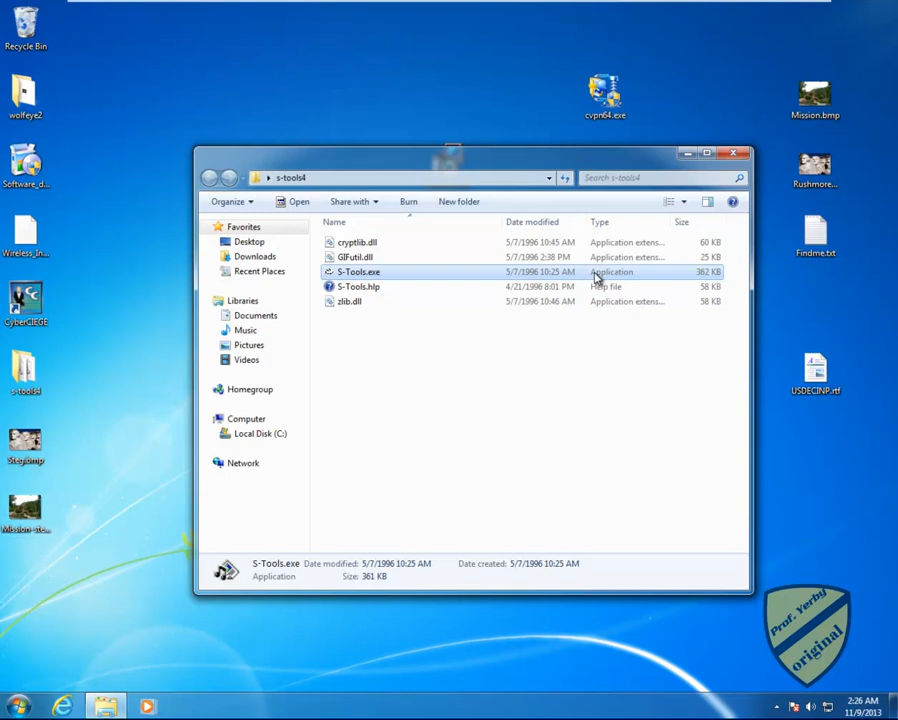 Recycle Bin
wolfeye2
Software_d...
Wireless_In...
CyberCIEGE
s-tools4
Stegi.bmp
Mission-ste...
cvpn64.exe
Mission.bmp
Rushmore...
Findme.txt
USDECINP.rtf
s-tools4
Search s-tools4
Organize
Open
Share with
Burn
New folder
Name Date modified Type Size
cryptlib.dll 5/7/1996 10:45 AM Application extens... 60 KB
GIFutil.dll 5/7/1996 2:38 PM Application extens... 25 KB
S-Tools.exe 5/7/1996 10:25 AM Application 362 KB
S-Tools.hlp 4/21/1996 8:01 PM Help file 58 KB
zlib.dll 5/7/1996 10:46 AM Application extens... 58 KB
Favorites
Desktop
Downloads
Recent Places
Libraries
Documents
Music
Pictures
Videos
Homegroup
Computer
Local Disk (C:)
Network
S-Tools.exe Date modified: 5/7/1996 10:25 AM Date created: 5/7/1996 10:25 AM
Application Size: 361 KB
Prof. Yerby
original
2:26 AM
11/9/2013